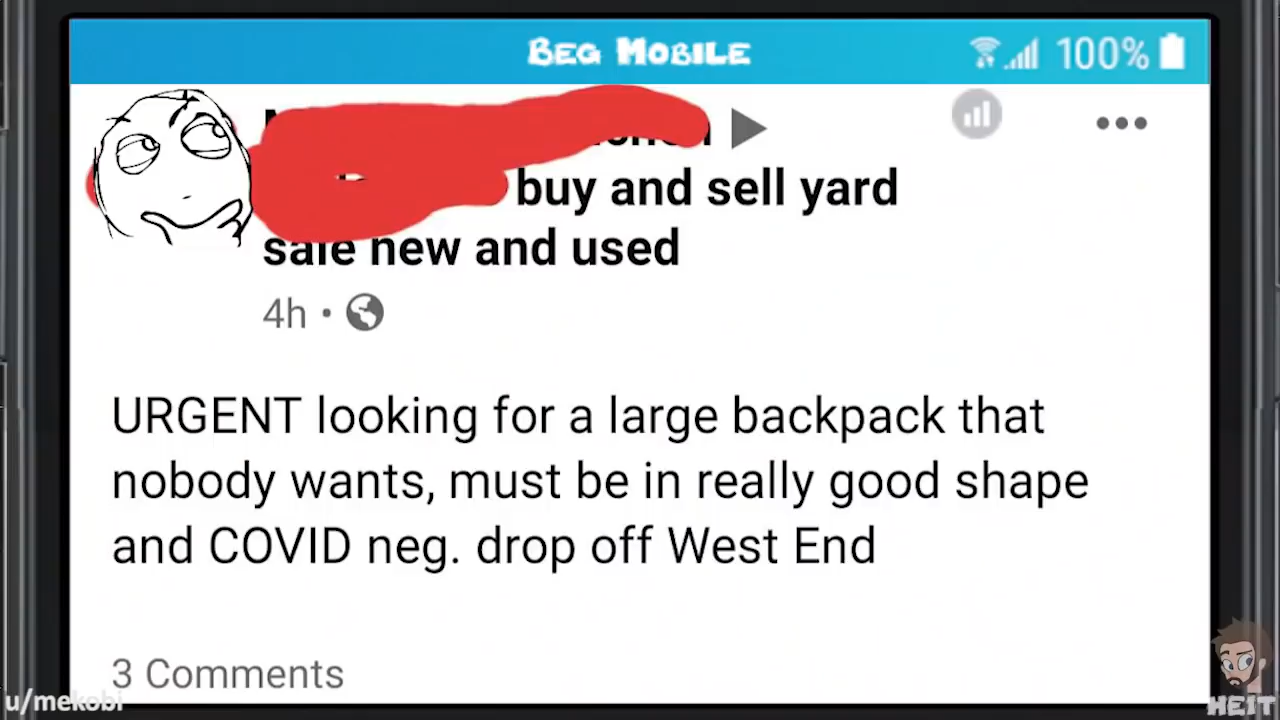 BEG MOBILE
100%
buy and sell yard
sale new and used
4h •
URGENT looking for a large backpack that
nobody wants, must be in really good shape
and COVID neg. drop off West End
3 Comments
u/mekobi
HEIT